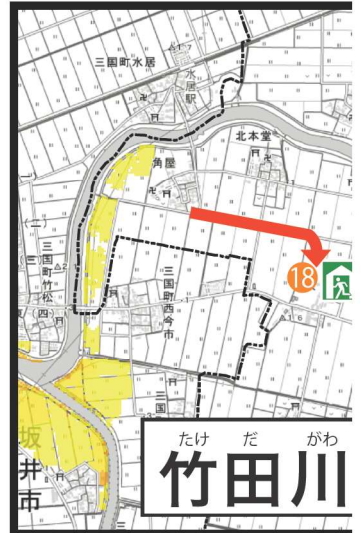 三国町水居
水居駅
北本堂
角屋
18
三国町竹松
三国町西今市
三国
坂井市
たけ だ がわ
竹田川